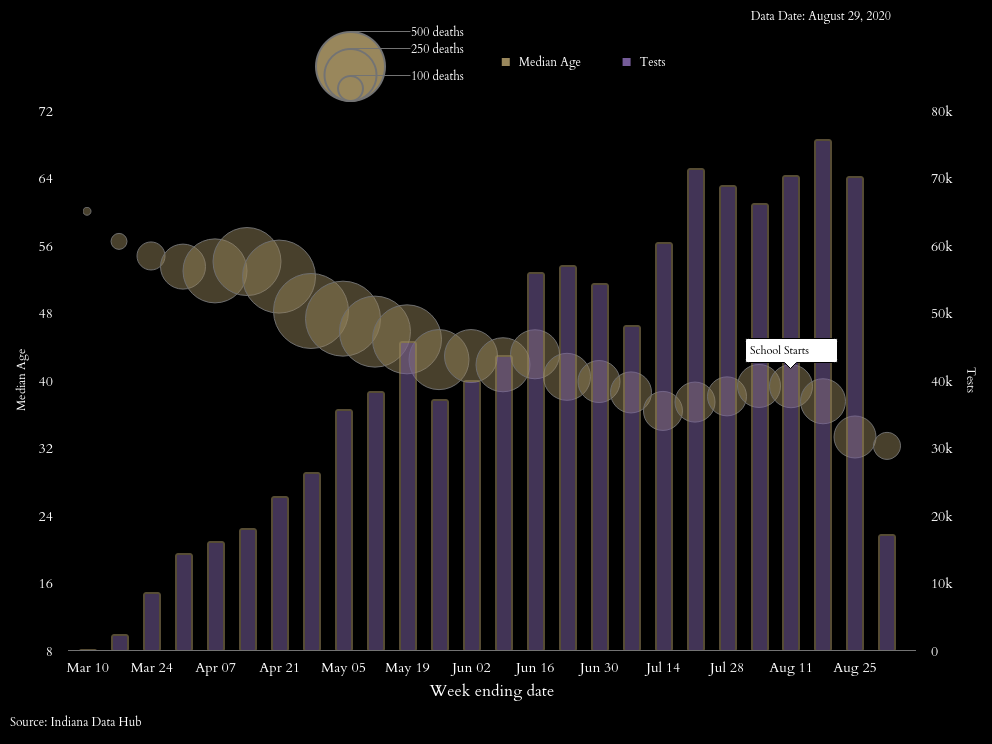 Data Date: August 29, 2020
500 deaths
250 deaths
100 deaths
Median Age
Tests
72
64
56
48
40
32
24
16
8
Median Age
80k
70k
60k
50k
40k
30k
20k
10k
0
Tests
School Starts
Mar 10 Mar 24 Apr 07 Apr 21 May 05 May 19 Jun 02 Jun 16 Jun 30 Jul 14 Jul 28 Aug 11 Aug 25
Week ending date
Source: Indiana Data Hub